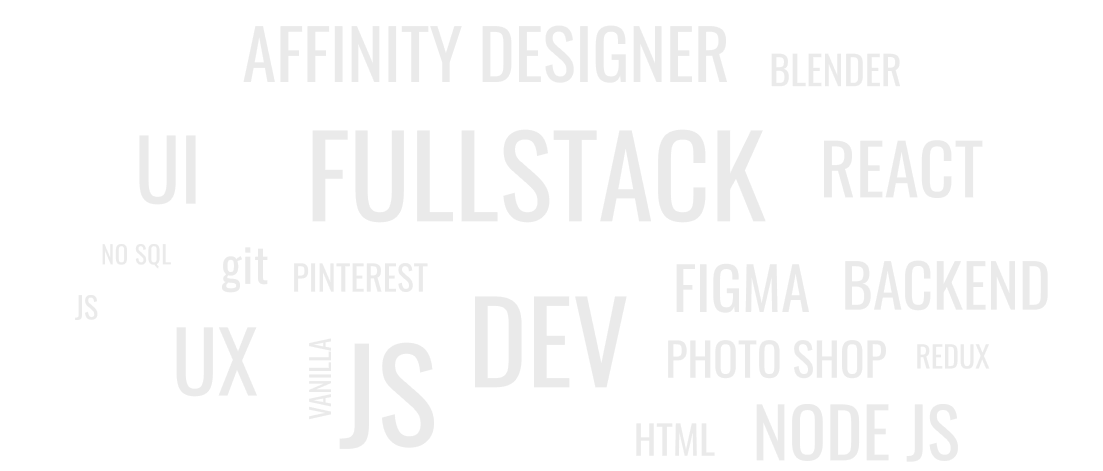 AFFINITY DESIGNER
BLENDER
UI
FULLSTACK
REACT
NO SQL
git
PINTEREST
FIGMA
BACKEND
JS
UX
VANILLA
JS
DEV
PHOTO SHOP
REDUX
HTML
NODE JS